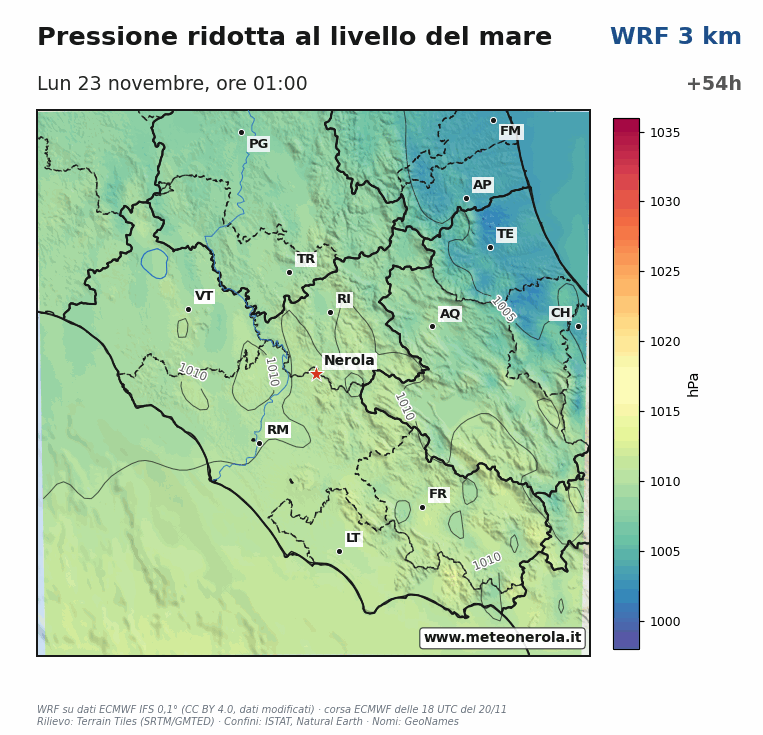 Pressione ridotta al livello del mare
WRF 3 km
Lun 23 novembre, ore 01:00
+54h
PG
FM
AP
TE
TR
VT
RI
AQ
CH
1005
Nerola
1010
1010
1010
RM
FR
LT
1010
www.meteonerola.it
1035
1030
1025
1020
1015
1010
1005
1000
hPa
WRF su dati ECMWF IFS 0,1° (CC BY 4.0, dati modificati) · corsa ECMWF delle 18 UTC del 20/11
Rilievo: Terrain Tiles (SRTM/GMTED) · Confini: ISTAT, Natural Earth · Nomi: GeoNames